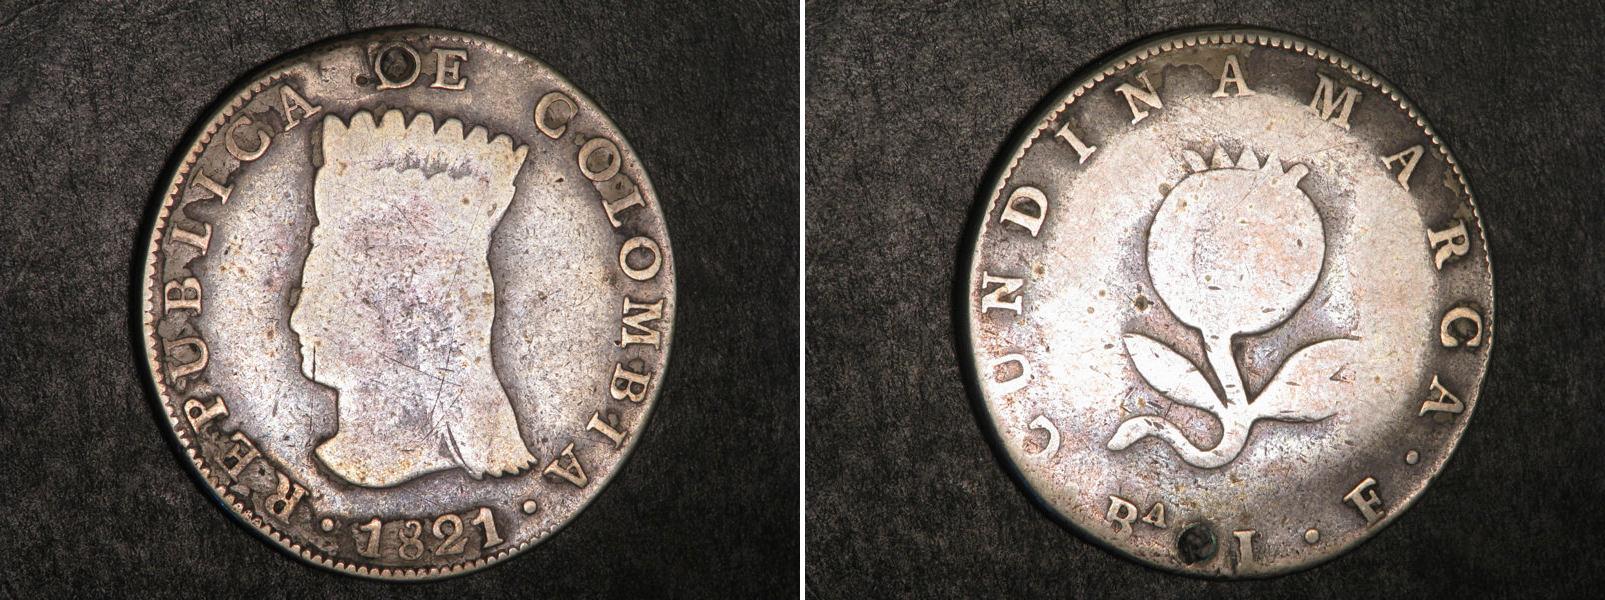 REPUBLICA DE COLOMBIA
· 1821 ·
CUNDINAMARCA ·
Bᴬ J · F